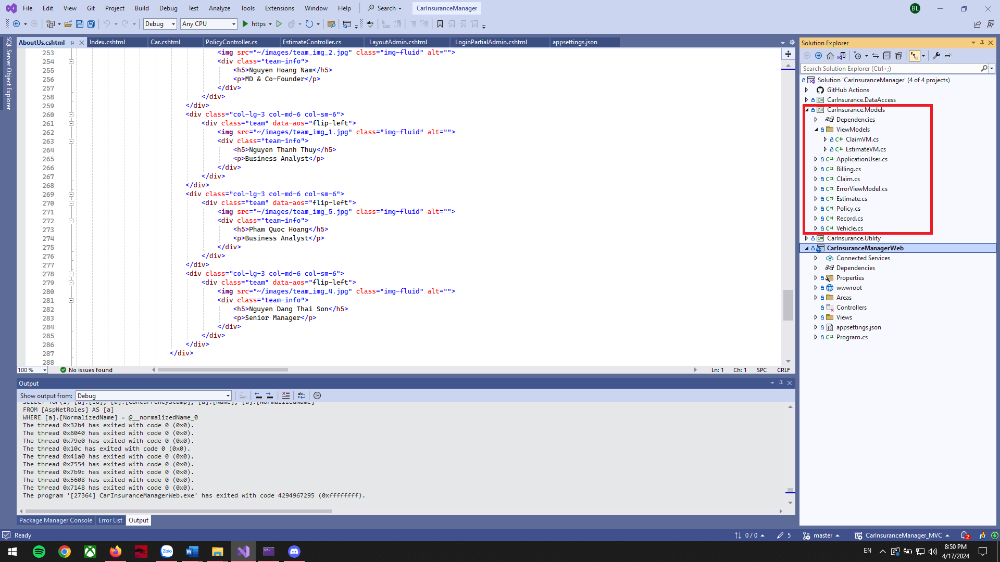 File Edit View Git Project Build Debug Test Analyze Tools Extensions Window Help Search CarInsuranceManager BL
Debug Any CPU https
SQL Server Object Explorer
AboutUs.cshtml Index.cshtml Car.cshtml PolicyController.cs EstimateController.cs _LayoutAdmin.cshtml _LoginPartialAdmin.cshtml appsettings.json
253 <img src="~/images/team_img_2.jpg" class="img-fluid" alt="">
254 <div class="team-info">
255 <h5>Nguyen Hoang Nam</h5>
256 <p>MD & Co-Founder</p>
257 </div>
258 </div>
259 </div>
260 <div class="col-lg-3 col-md-6 col-sm-6">
261 <div class="team" data-aos="flip-left">
262 <img src="~/images/team_img_1.jpg" class="img-fluid" alt="">
263 <div class="team-info">
264 <h5>Nguyen Thanh Thuy</h5>
265 <p>Business Analyst</p>
266 </div>
267 </div>
268 </div>
269 <div class="col-lg-3 col-md-6 col-sm-6">
270 <div class="team" data-aos="flip-left">
271 <img src="~/images/team_img_5.jpg" class="img-fluid" alt="">
272 <div class="team-info">
273 <h5>Pham Quoc Hoang</h5>
274 <p>Business Analyst</p>
275 </div>
276 </div>
277 </div>
278 <div class="col-lg-3 col-md-6 col-sm-6">
279 <div class="team" data-aos="flip-left">
280 <img src="~/images/team_img_4.jpg" class="img-fluid" alt="">
281 <div class="team-info">
282 <h5>Nguyen Dang Thai Son</h5>
283 <p>Senior Manager</p>
284 </div>
285 </div>
286 </div>
287 </div>
288
100 % No issues found Ln: 1 Ch: 1 SPC CRLF
Output
Show output from: Debug
SELECT TOP(1) [a].[Id], [a].[ConcurrencyStamp], [a].[Name], [a].[NormalizedName]
FROM [AspNetRoles] AS [a]
WHERE [a].[NormalizedName] = @__normalizedName_0
The thread 0x32b4 has exited with code 0 (0x0).
The thread 0x6040 has exited with code 0 (0x0).
The thread 0x79e0 has exited with code 0 (0x0).
The thread 0x10c has exited with code 0 (0x0).
The thread 0x41a0 has exited with code 0 (0x0).
The thread 0x7554 has exited with code 0 (0x0).
The thread 0x7b9c has exited with code 0 (0x0).
The thread 0x5608 has exited with code 0 (0x0).
The thread 0x7148 has exited with code 0 (0x0).
The program '[27364] CarInsuranceManagerWeb.exe' has exited with code 4294967295 (0xffffffff).
Package Manager Console Error List Output
Solution Explorer
Search Solution Explorer (Ctrl+;)
Solution 'CarInsuranceManager' (4 of 4 projects)
GitHub Actions
CarInsurance.DataAccess
CarInsurance.Models
Dependencies
ViewModels
C# ClaimVM.cs
C# EstimateVM.cs
C# ApplicationUser.cs
C# Billing.cs
C# Claim.cs
C# ErrorViewModel.cs
C# Estimate.cs
C# Policy.cs
C# Record.cs
C# Vehicle.cs
CarInsurance.Utility
CarInsuranceManagerWeb
Connected Services
Dependencies
Properties
wwwroot
Areas
Controllers
Views
appsettings.json
C# Program.cs
Ready 0 / 0 5 master CarInsuranceManager_MVC 2
Zalo EN 8:50 PM
4/17/2024